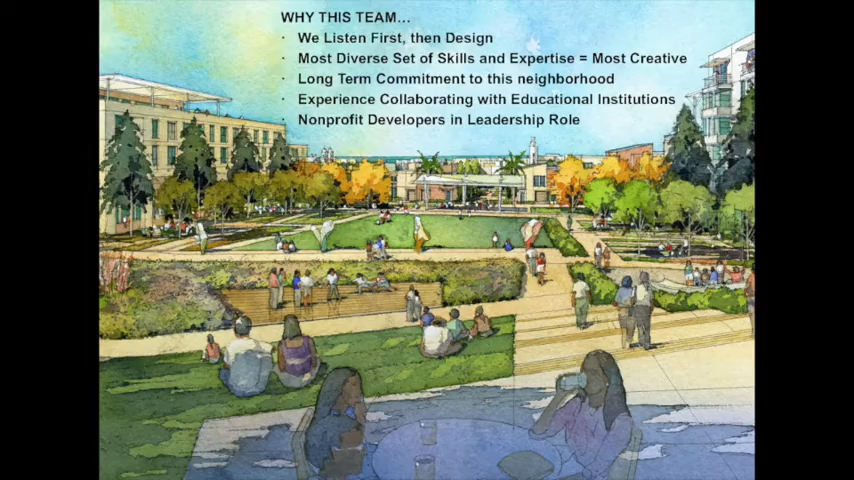 WHY THIS TEAM...
· We Listen First, then Design
· Most Diverse Set of Skills and Expertise = Most Creative
· Long Term Commitment to this neighborhood
· Experience Collaborating with Educational Institutions
· Nonprofit Developers in Leadership Role